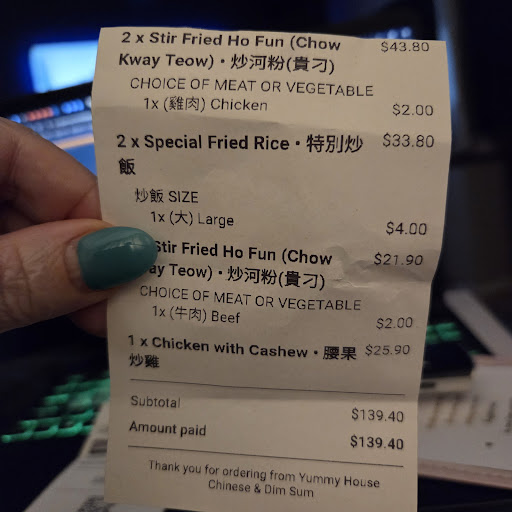 2 x Stir Fried Ho Fun (Chow $43.80
Kway Teow)・炒河粉(貴刁)
CHOICE OF MEAT OR VEGETABLE
1x (雞肉) Chicken $2.00
2 x Special Fried Rice・特別炒 $33.80
飯
炒飯 SIZE
1x (大) Large $4.00
Stir Fried Ho Fun (Chow $21.90
ay Teow)・炒河粉(貴刁)
CHOICE OF MEAT OR VEGETABLE
1x (牛肉) Beef $2.00
1 x Chicken with Cashew・腰果 $25.90
炒雞
Subtotal $139.40
Amount paid $139.40
Thank you for ordering from Yummy House
Chinese & Dim Sum